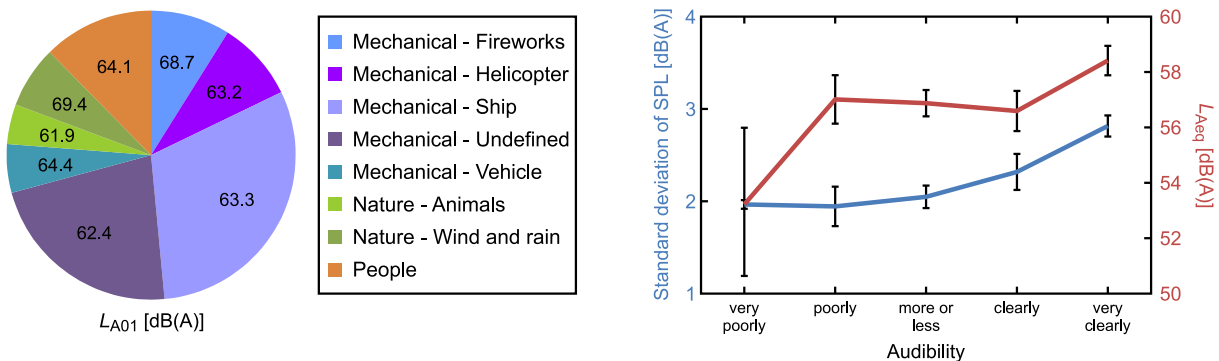 68.7
63.2
63.3
62.4
64.4
61.9
69.4
64.1
L_A01 [dB(A)]
Mechanical - Fireworks
Mechanical - Helicopter
Mechanical - Ship
Mechanical - Undefined
Mechanical - Vehicle
Nature - Animals
Nature - Wind and rain
People
Standard deviation of SPL [dB(A)]
4
3
2
1
60
58
56
54
52
50
L_Aeq [dB(A)]
very
poorly
poorly
more or
less
clearly
very
clearly
Audibility